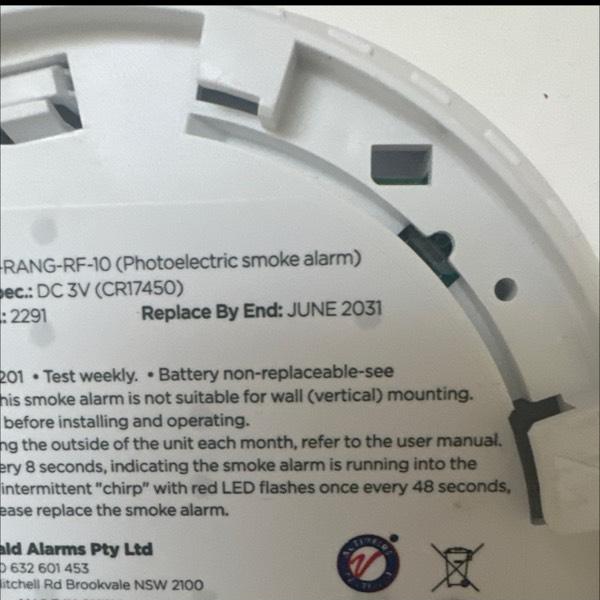 -RANG-RF-10 (Photoelectric smoke alarm)
ec.: DC 3V (CR17450)
.: 2291 Replace By End: JUNE 2031
201 • Test weekly. • Battery non-replaceable-see
his smoke alarm is not suitable for wall (vertical) mounting.
before installing and operating.
ng the outside of the unit each month, refer to the user manual.
ery 8 seconds, indicating the smoke alarm is running into the
intermittent "chirp" with red LED flashes once every 48 seconds,
ease replace the smoke alarm.
ald Alarms Pty Ltd
632 601 453
itchell Rd Brookvale NSW 2100